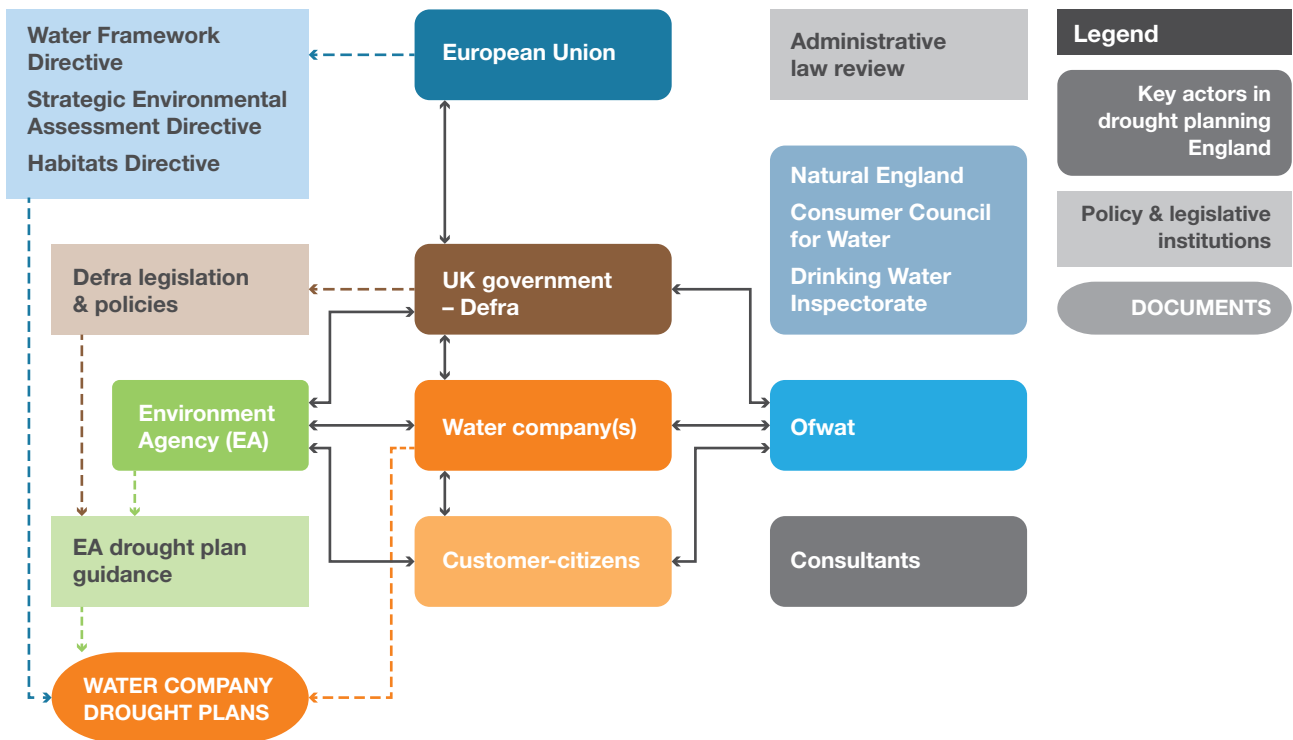 Water Framework
Directive
Strategic Environmental
Assessment Directive
Habitats Directive
European Union
Administrative
law review
Legend
Key actors in
drought planning
England
Natural England
Consumer Council
for Water
Drinking Water
Inspectorate
Policy & legislative
institutions
DOCUMENTS
Defra legislation
& policies
UK government
– Defra
Environment
Agency (EA)
Water company(s)
Ofwat
EA drought plan
guidance
Customer-citizens
Consultants
WATER COMPANY
DROUGHT PLANS